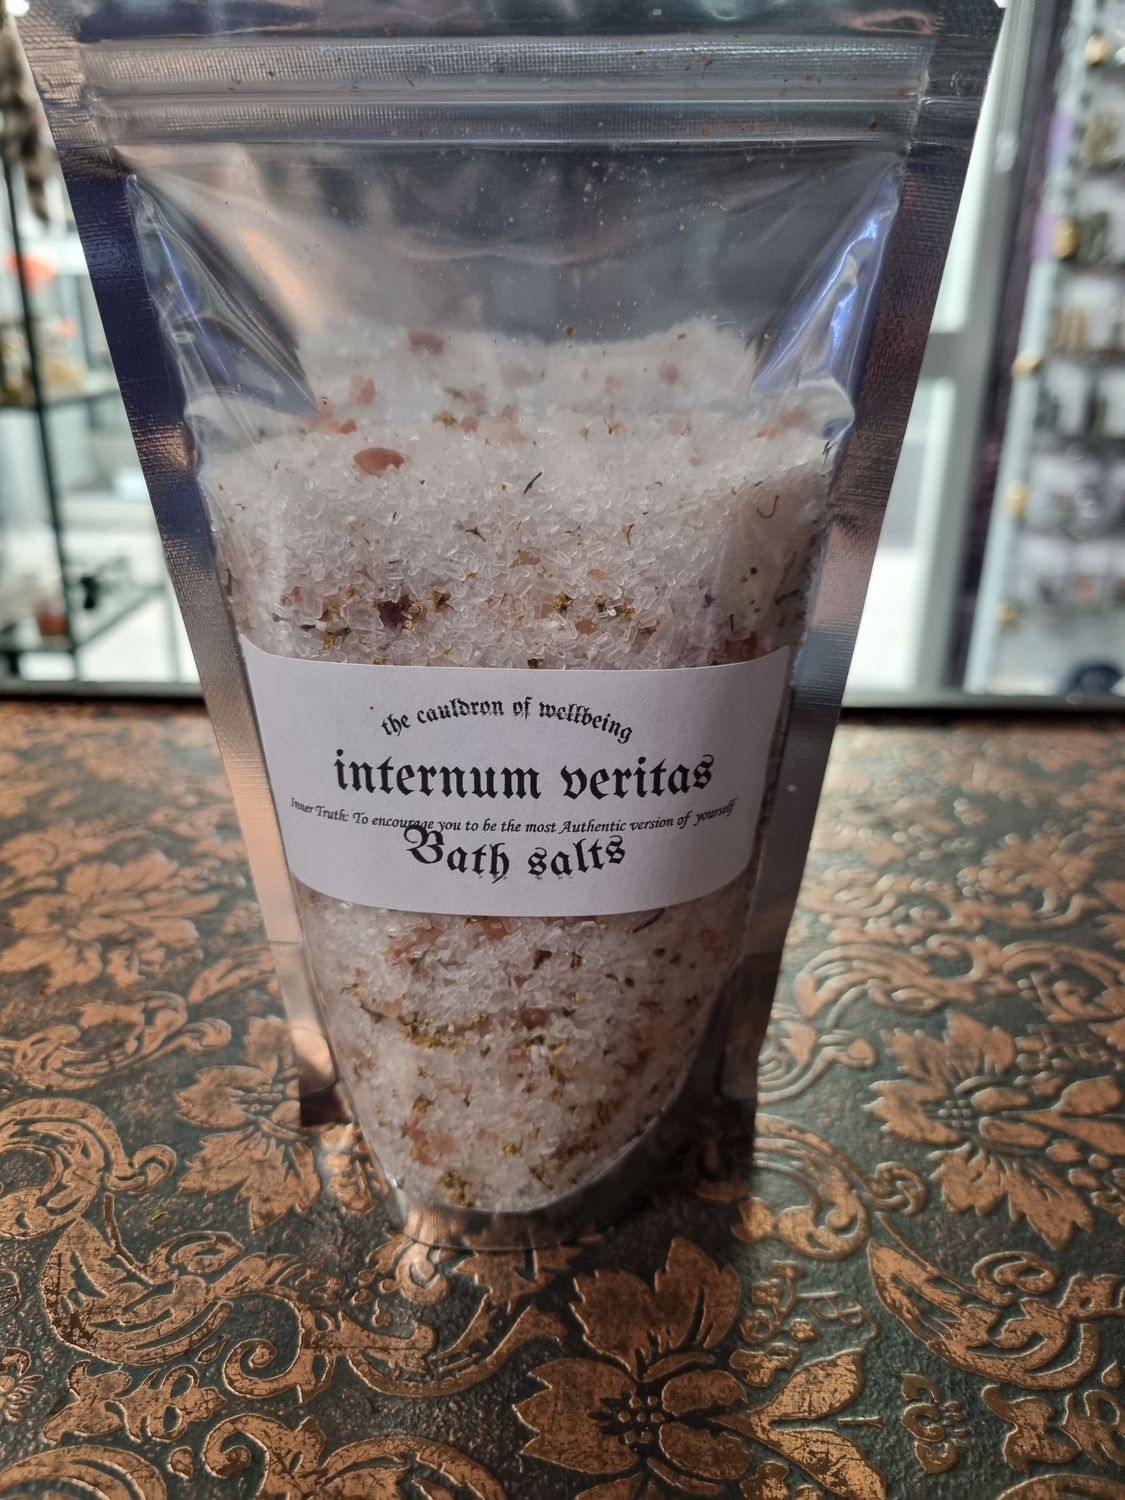 the cauldron of wellbeing
internum veritas
Inner Truth: To encourage you to be the most Authentic version of yourself
Bath salts